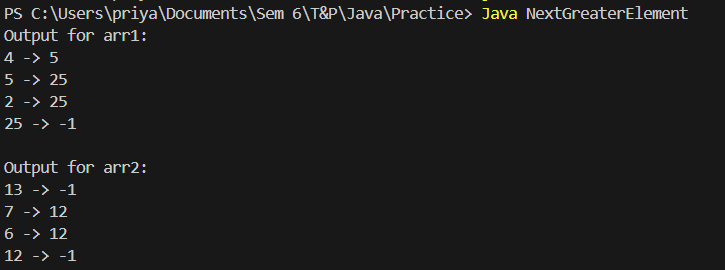 PS C:\Users\priya\Documents\Sem 6\T&P\Java\Practice> Java NextGreaterElement
Output for arr1:
4 -> 5
5 -> 25
2 -> 25
25 -> -1

Output for arr2:
13 -> -1
7 -> 12
6 -> 12
12 -> -1